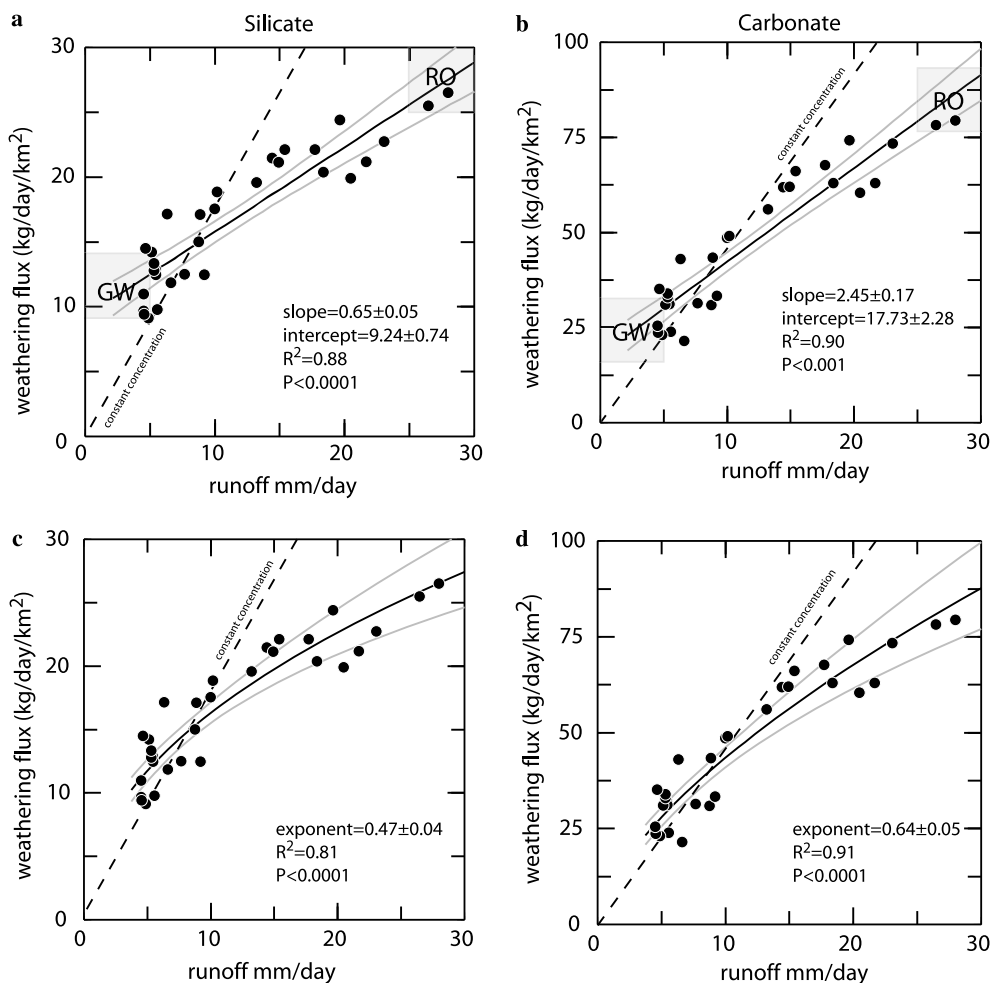 a
Silicate
30
20
10
0
weathering flux (kg/day/km²)
RO
GW
constant concentration
slope=0.65±0.05
intercept=9.24±0.74
R²=0.88
P<0.0001
0 10 20 30
runoff mm/day
b
Carbonate
100
75
50
25
0
weathering flux (kg/day/km²)
constant concentration
RO
GW
slope=2.45±0.17
intercept=17.73±2.28
R²=0.90
P<0.001
0 10 20 30
runoff mm/day
c
30
20
10
0
weathering flux (kg/day/km²)
constant concentration
exponent=0.47±0.04
R²=0.81
P<0.0001
0 10 20 30
runoff mm/day
d
100
75
50
25
0
weathering flux (kg/day/km²)
constant concentration
exponent=0.64±0.05
R²=0.91
P<0.0001
0 10 20 30
runoff mm/day